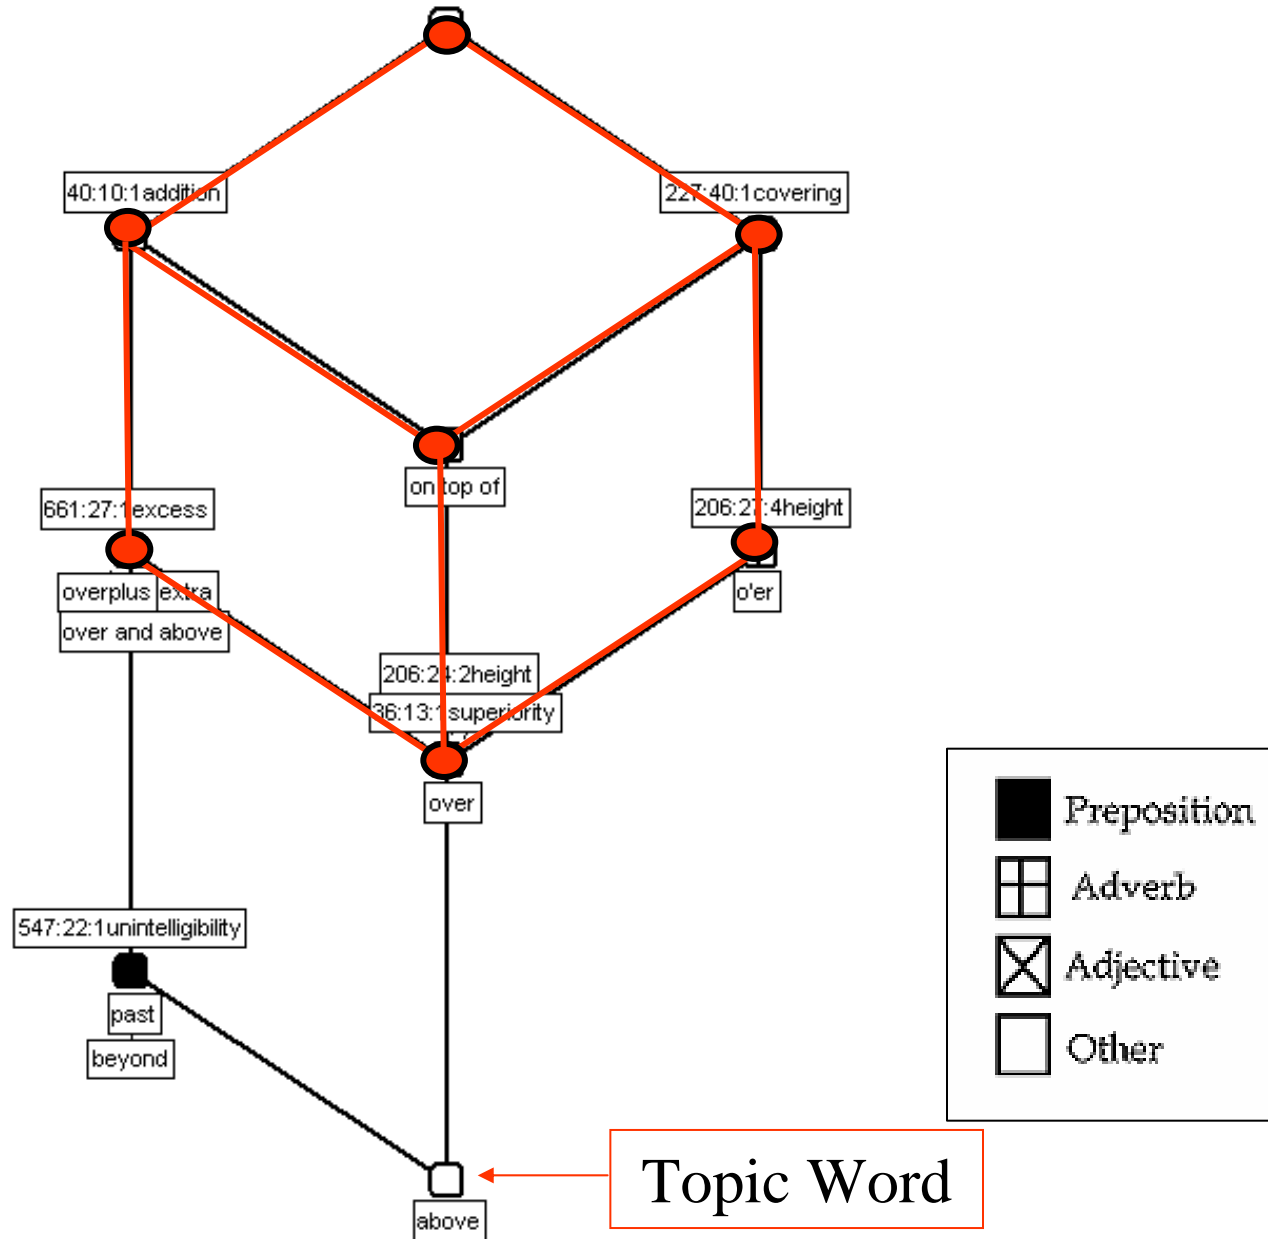 40:10:1addition
227:40:1covering
on top of
661:27:1excess
206:27:4height
overplus extra
o'er
over and above
206:24:2height
36:13:1superiority
over
Preposition
Adverb
547:22:1unintelligibility
Adjective
past
beyond
Other
Topic Word
above